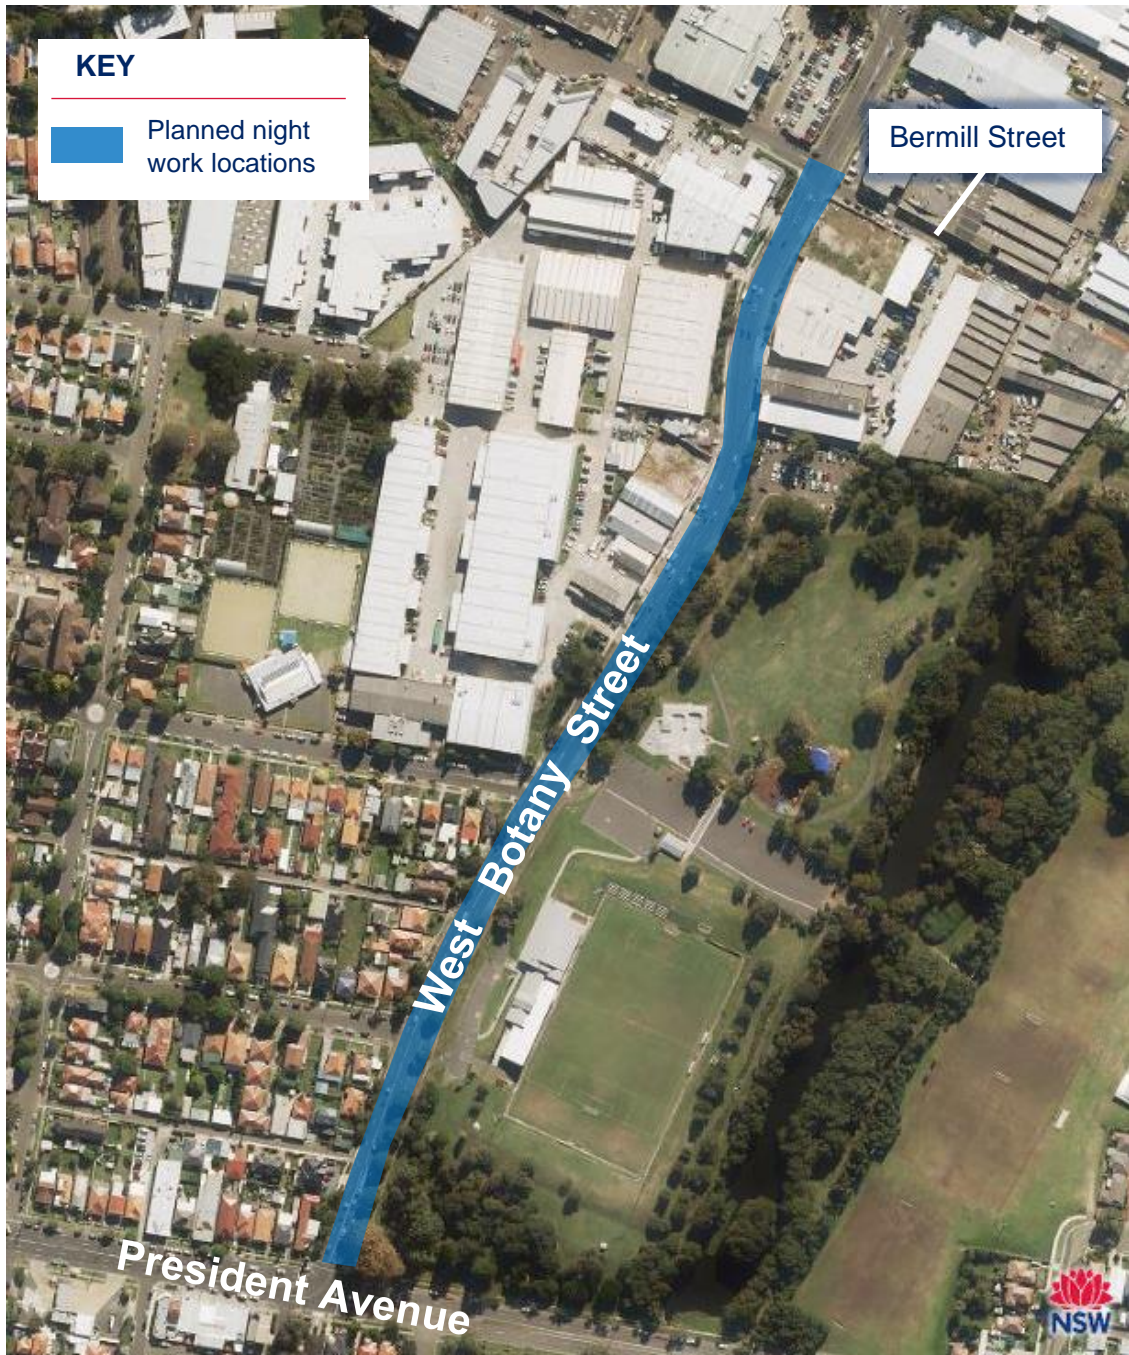 KEY
Planned night
work locations
Bermill Street
West Botany Street
President Avenue
NSW